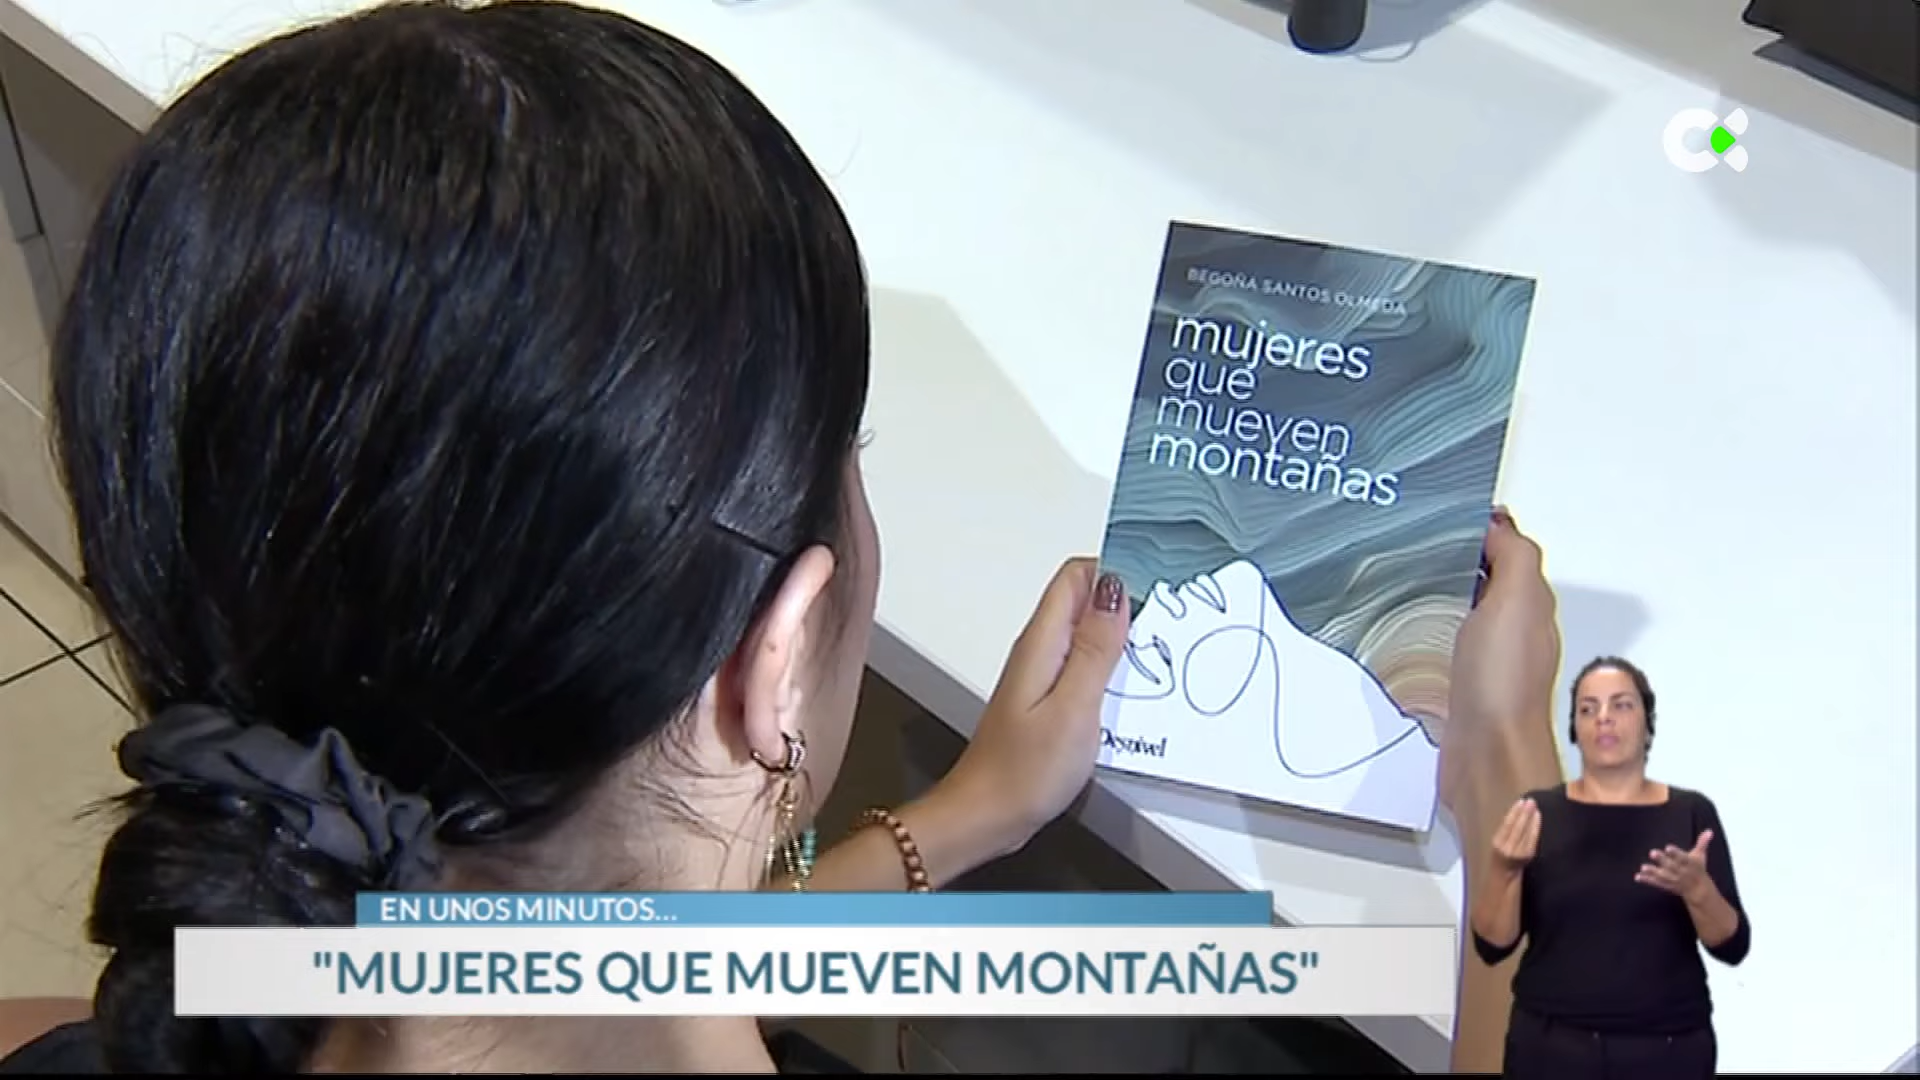 BEGOÑA SANTOS OLMEDA
mujeres
que
mueven
montañas
Desnivel
EN UNOS MINUTOS...
"MUJERES QUE MUEVEN MONTAÑAS"